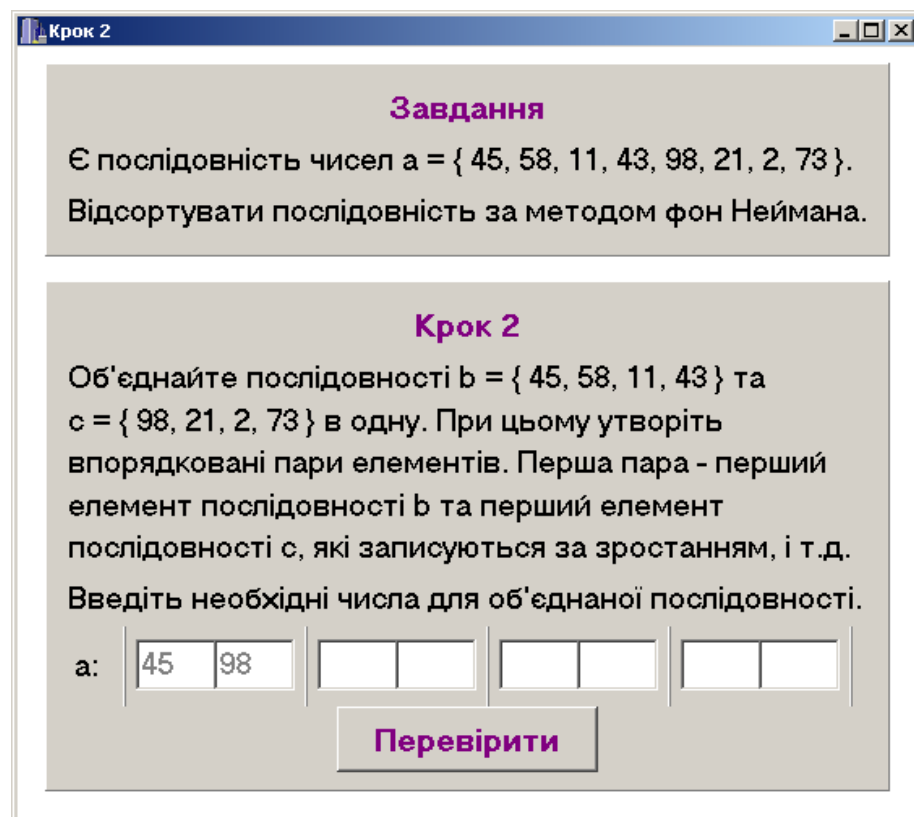 Крок 2
Завдання
Є послідовність чисел a = { 45, 58, 11, 43, 98, 21, 2, 73 }.
Відсортувати послідовність за методом фон Неймана.
Крок 2
Об'єднайте послідовності b = { 45, 58, 11, 43 } та
c = { 98, 21, 2, 73 } в одну. При цьому утворіть
впорядковані пари елементів. Перша пара - перший
елемент послідовності b та перший елемент
послідовності c, які записуються за зростанням, і т.д.
Введіть необхідні числа для об'єднаної послідовності.
a: 45 98
Перевірити